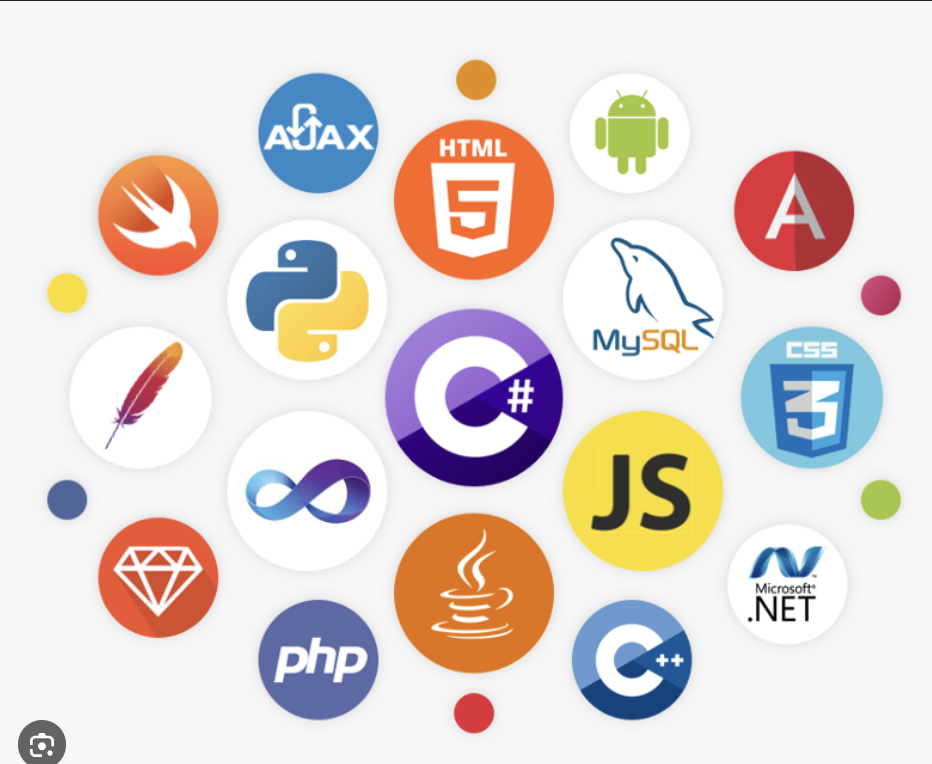 AJAX
HTML
5
A
MySQL
C#
CSS
3
JS
Microsoft®
.NET
php
C++